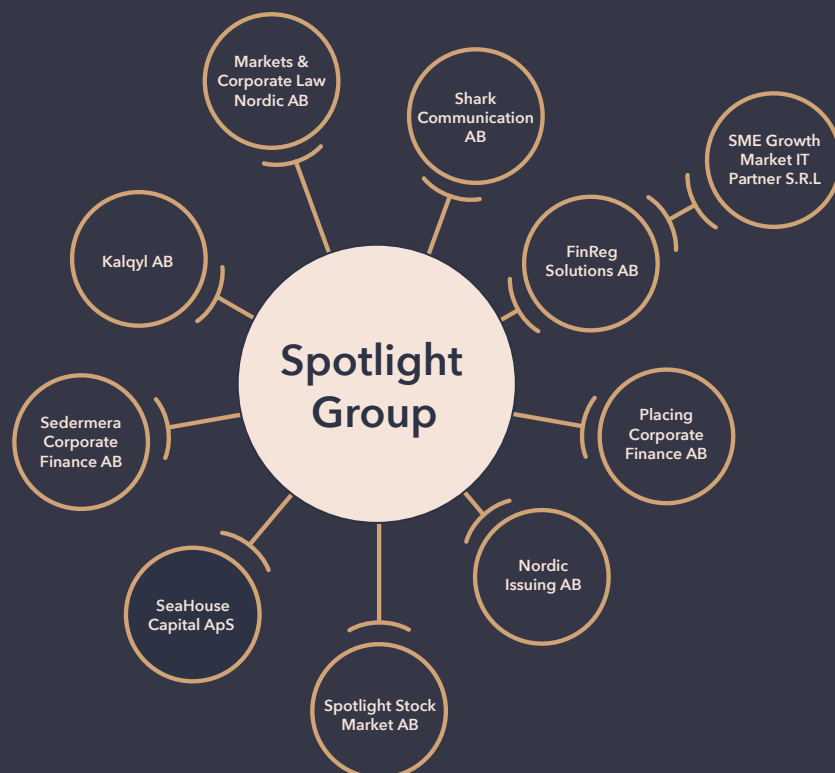 Markets &
Corporate Law
Nordic AB
Shark
Communication
AB
SME Growth
Market IT
Partner S.R.L
Kalqyl AB
FinReg
Solutions AB
Spotlight
Group
Sedermera
Corporate
Finance AB
Placing
Corporate
Finance AB
Nordic
Issuing AB
SeaHouse
Capital ApS
Spotlight Stock
Market AB